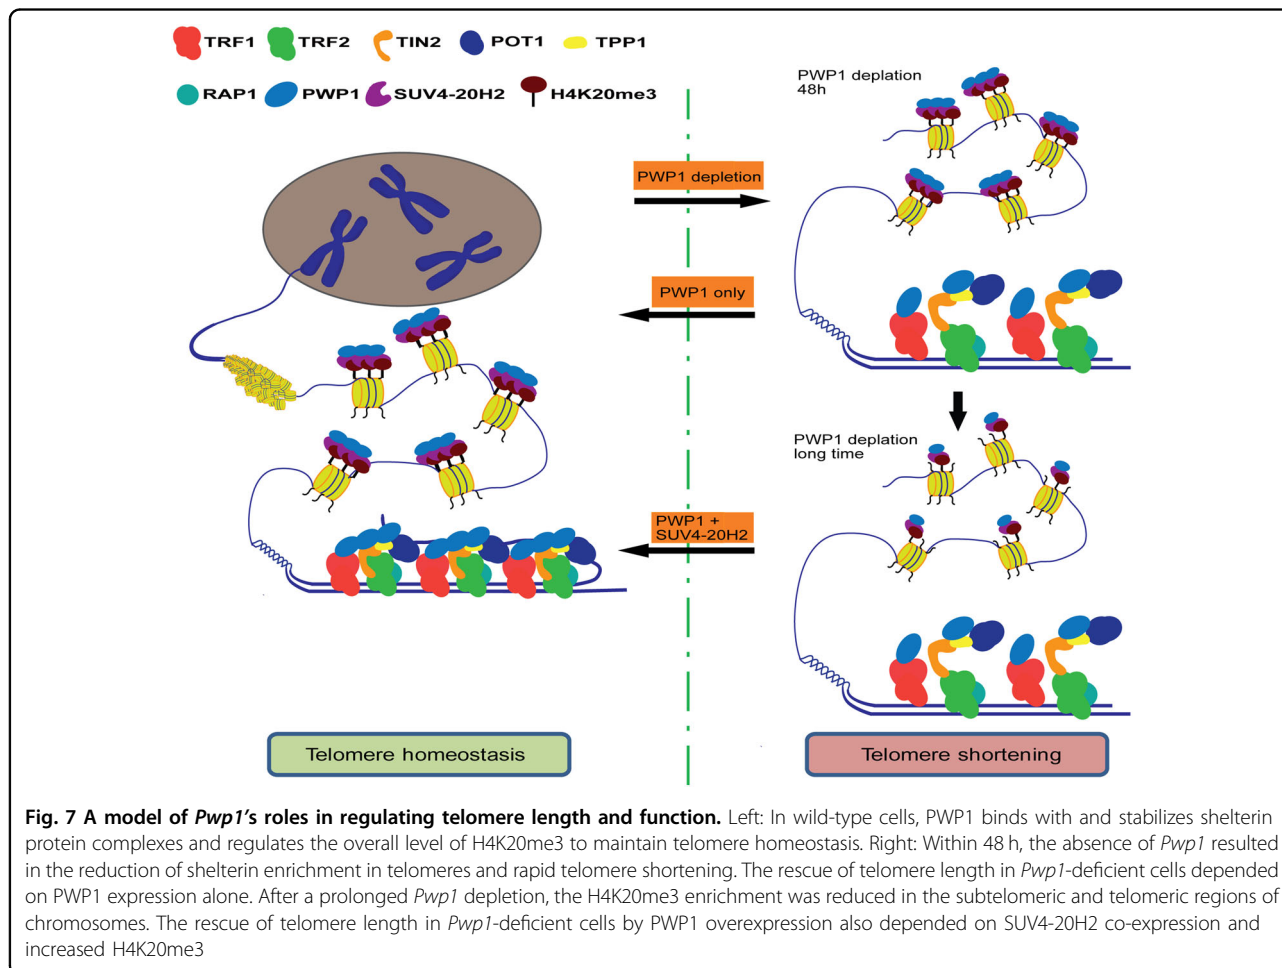 TRF1 TRF2 TIN2 POT1 TPP1
RAP1 PWP1 SUV4-20H2 H4K20me3
PWP1 deplation
48h
PWP1 depletion
PWP1 only
PWP1 deplation
long time
PWP1 +
SUV4-20H2
Telomere homeostasis
Telomere shortening
Fig. 7 A model of Pwp1's roles in regulating telomere length and function. Left: In wild-type cells, PWP1 binds with and stabilizes shelterin
protein complexes and regulates the overall level of H4K20me3 to maintain telomere homeostasis. Right: Within 48 h, the absence of Pwp1 resulted
in the reduction of shelterin enrichment in telomeres and rapid telomere shortening. The rescue of telomere length in Pwp1-deficient cells depended
on PWP1 expression alone. After a prolonged Pwp1 depletion, the H4K20me3 enrichment was reduced in the subtelomeric and telomeric regions of
chromosomes. The rescue of telomere length in Pwp1-deficient cells by PWP1 overexpression also depended on SUV4-20H2 co-expression and
increased H4K20me3